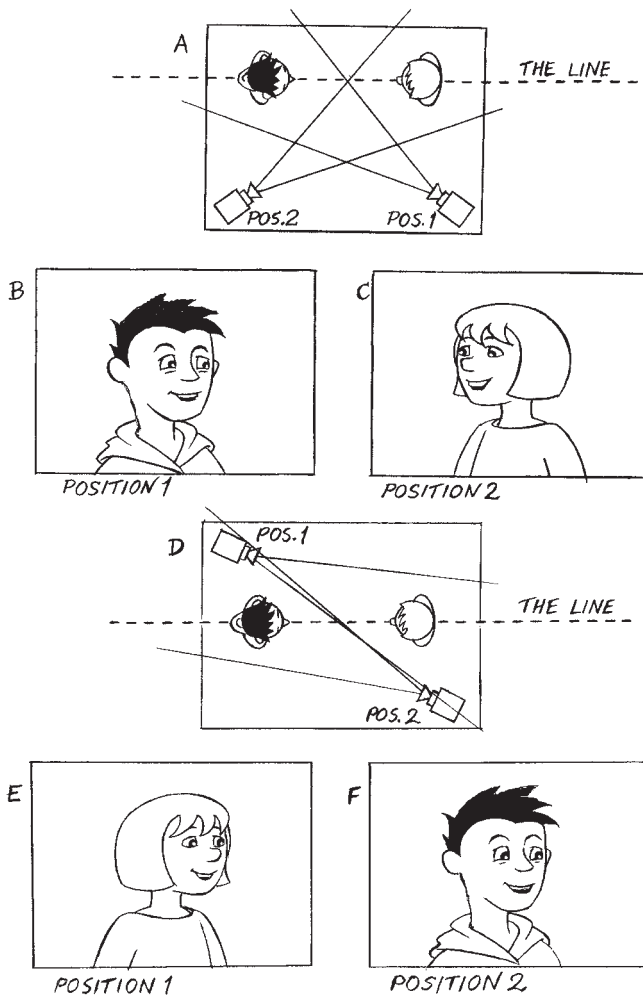 A
THE LINE
POS.2
POS.1
B
C
POSITION 1
POSITION 2
D
POS.1
THE LINE
POS.2
E
F
POSITION 1
POSITION 2